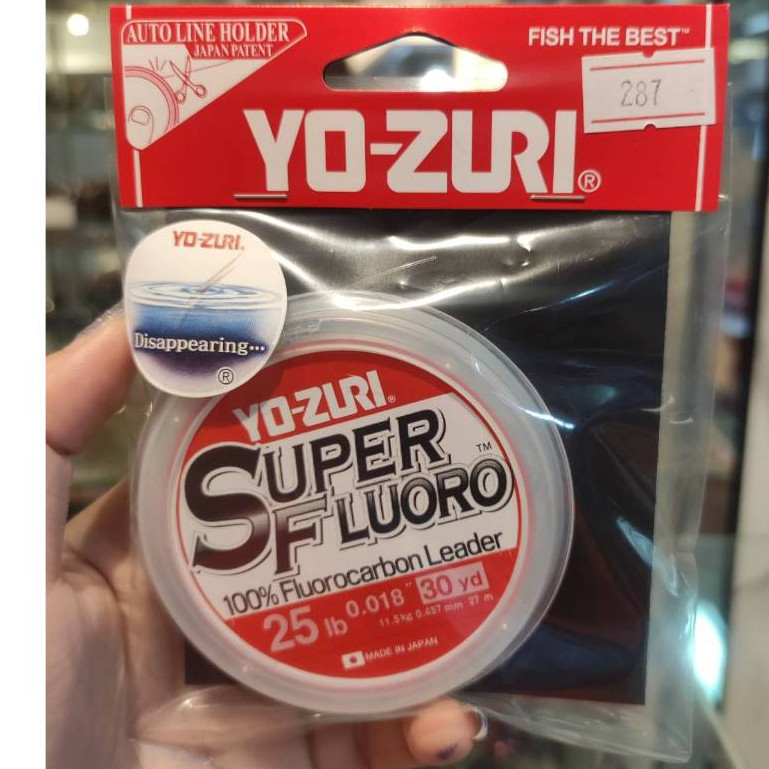 AUTO LINE HOLDER
JAPAN PATENT
FISH THE BEST™
287
YO-ZURI®
YO-ZURI®
Disappearing...
®
YO-ZURI®
SUPER
FLUORO™
100% Fluorocarbon Leader
25 lb 0.018" 30 yd
11.5kg 0.457 mm 27 m
MADE IN JAPAN